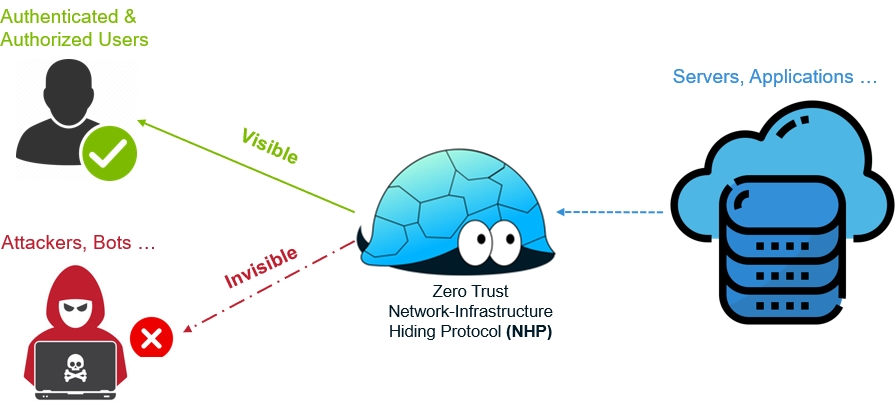 Authenticated &
Authorized Users
Visible
Servers, Applications ...
Attackers, Bots ...
Invisible
Zero Trust
Network-Infrastructure
Hiding Protocol (NHP)